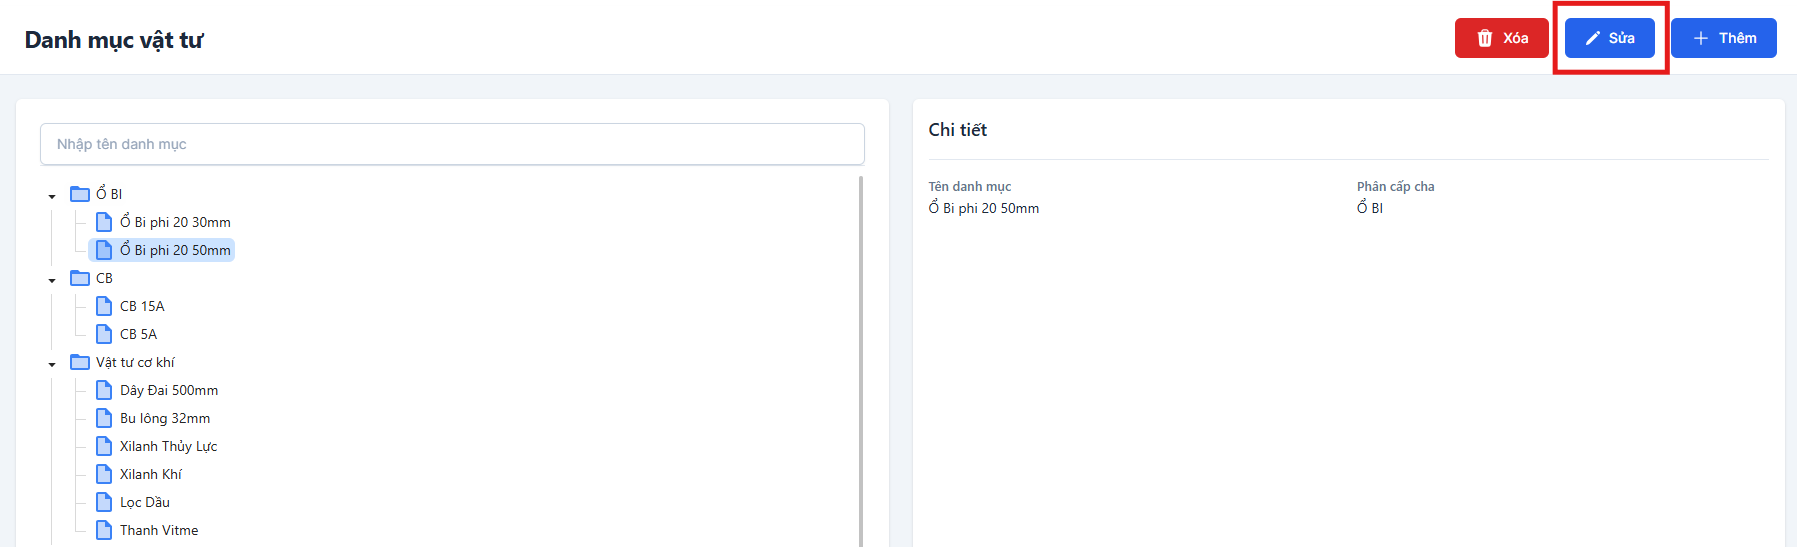 Danh mục vật tư
Xóa
Sửa
Thêm
Nhập tên danh mục
Ổ BI
Ổ Bi phi 20 30mm
Ổ Bi phi 20 50mm
CB
CB 15A
CB 5A
Vật tư cơ khí
Dây Đai 500mm
Bu lông 32mm
Xilanh Thủy Lực
Xilanh Khí
Lọc Dầu
Thanh Vitme
Chi tiết
Tên danh mục
Ổ Bi phi 20 50mm
Phân cấp cha
Ổ BI